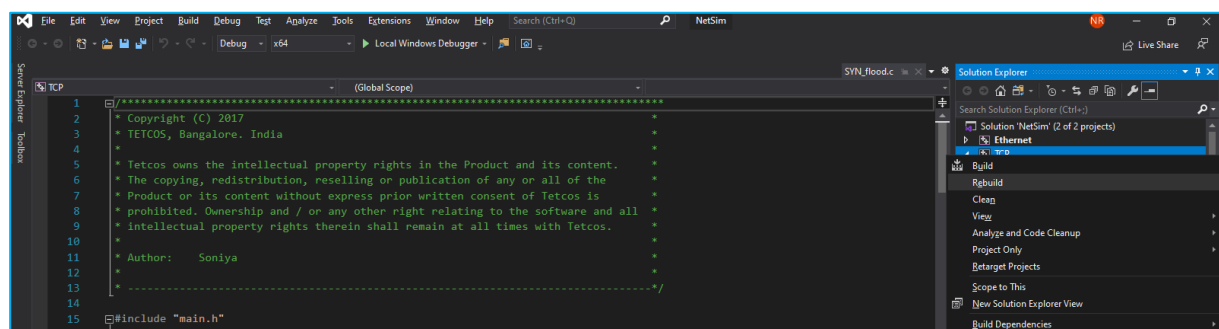 File Edit View Project Build Debug Test Analyze Tools Extensions Window Help Search (Ctrl+Q) NetSim NR
Debug x64 Local Windows Debugger Live Share
Server Explorer
Toolbox
SYN_flood.c
TCP (Global Scope)
1 /***********************************************************************************
2 * Copyright (C) 2017 *
3 * TETCOS, Bangalore. India *
4 * *
5 * Tetcos owns the intellectual property rights in the Product and its content. *
6 * The copying, redistribution, reselling or publication of any or all of the *
7 * Product or its content without express prior written consent of Tetcos is *
8 * prohibited. Ownership and / or any other right relating to the software and all *
9 * intellectual property rights therein shall remain at all times with Tetcos. *
10 * *
11 * Author: Soniya *
12 * *
13 * ---------------------------------------------------------------------------------*/
14
15 #include "main.h"
Solution Explorer
Search Solution Explorer (Ctrl+;)
Solution 'NetSim' (2 of 2 projects)
Ethernet
TCP
Build
Rebuild
Clean
View
Analyze and Code Cleanup
Project Only
Retarget Projects
Scope to This
New Solution Explorer View
Build Dependencies